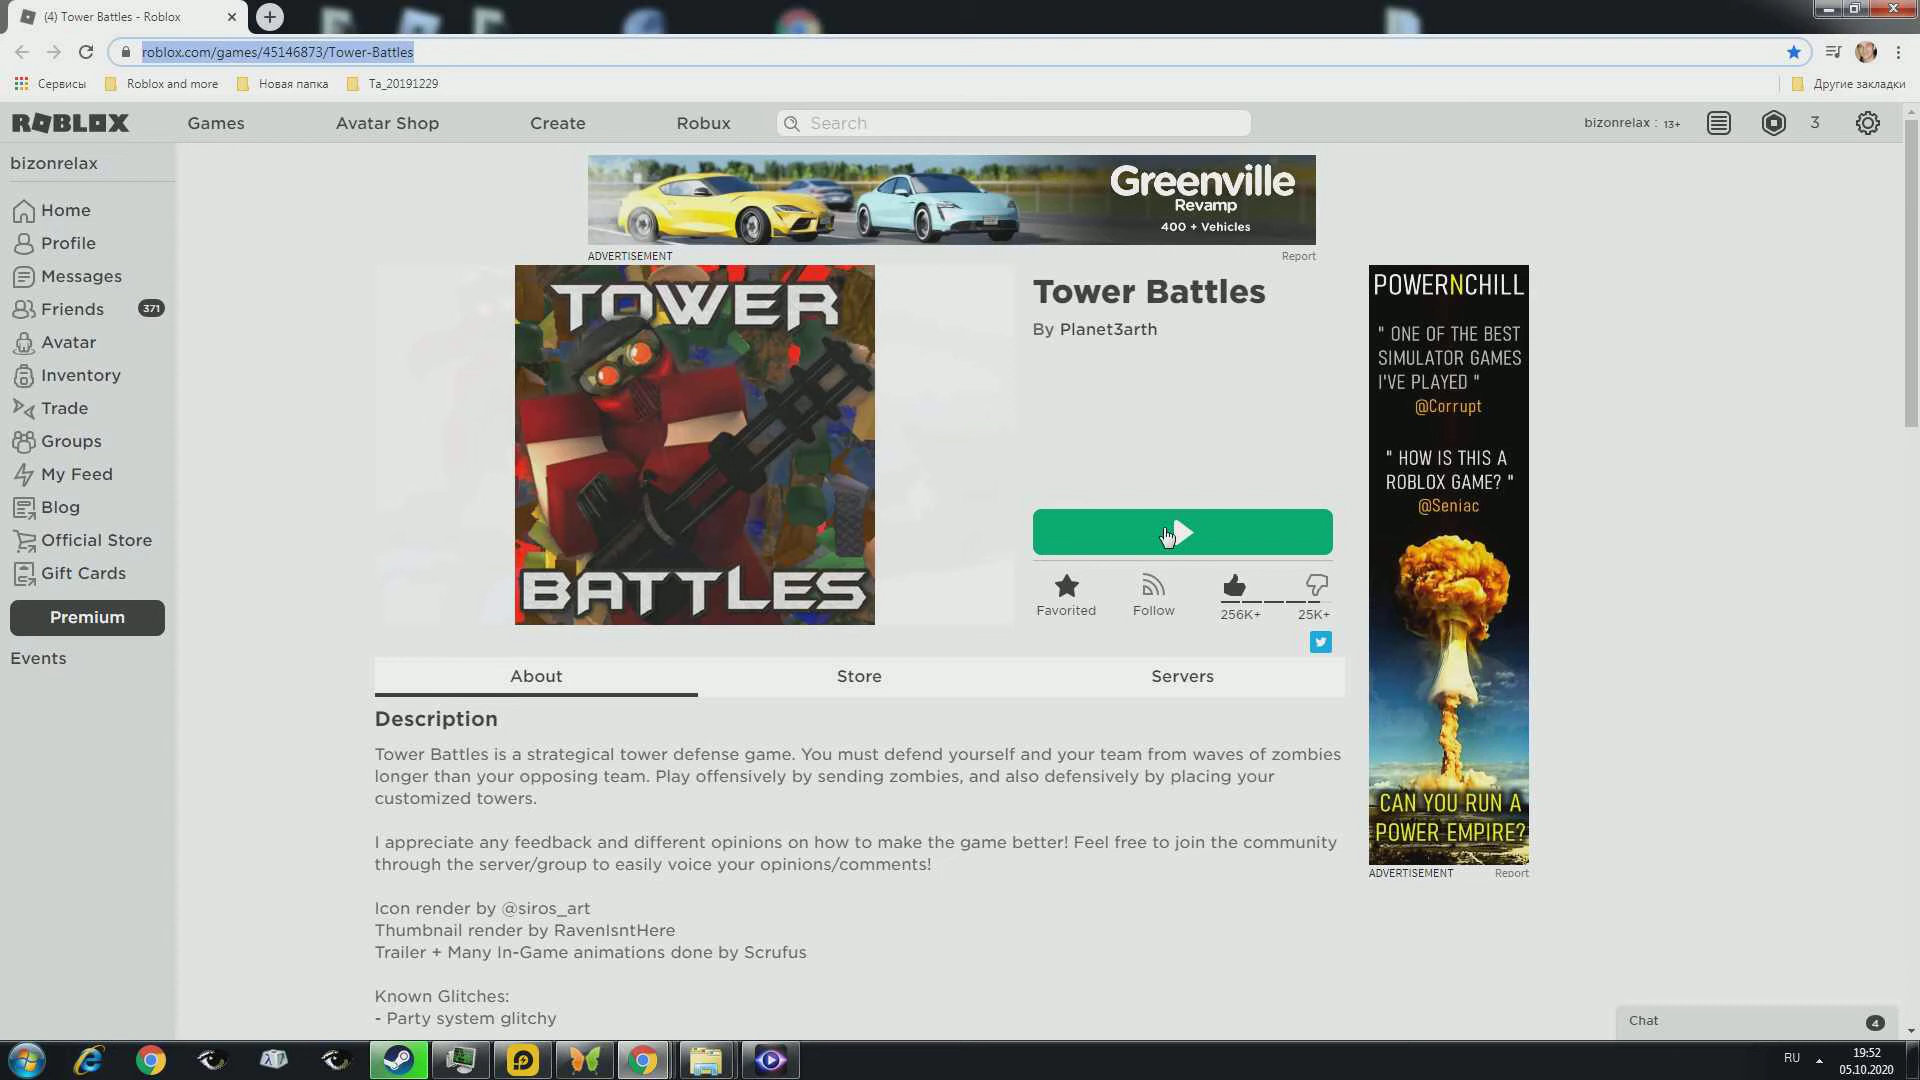 (4) Tower Battles - Roblox
roblox.com/games/45146873/Tower-Battles
Сервисы
Roblox and more
Новая папка
Ta_20191229
Другие закладки
ROBLOX
Games
Avatar Shop
Create
Robux
Search
bizonrelax : 13+
3
bizonrelax
Home
Profile
Messages
Friends
371
Avatar
Inventory
Trade
Groups
My Feed
Blog
Official Store
Gift Cards
Premium
Events
Greenville
Revamp
400 + Vehicles
ADVERTISEMENT
Report
TOWER
BATTLES
Tower Battles
By Planet3arth
Favorited
Follow
256K+
25K+
About
Store
Servers
Description
Tower Battles is a strategical tower defense game. You must defend yourself and your team from waves of zombies
longer than your opposing team. Play offensively by sending zombies, and also defensively by placing your
customized towers.
I appreciate any feedback and different opinions on how to make the game better! Feel free to join the community
through the server/group to easily voice your opinions/comments!
Icon render by @siros_art
Thumbnail render by RavenIsntHere
Trailer + Many In-Game animations done by Scrufus
Known Glitches:
- Party system glitchy
POWERNCHILL
" ONE OF THE BEST
SIMULATOR GAMES
I'VE PLAYED "
@Corrupt
" HOW IS THIS A
ROBLOX GAME? "
@Seniac
CAN YOU RUN A
POWER EMPIRE?
ADVERTISEMENT
Report
Chat
4
RU
19:52
05.10.2020